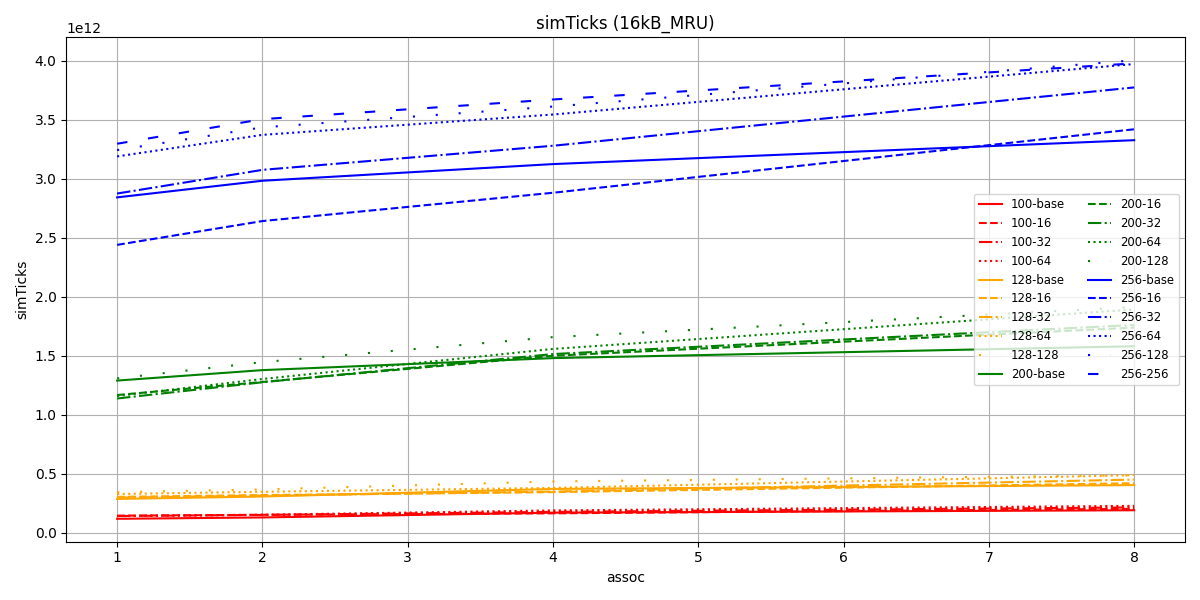 simTicks (16kB_MRU)
1e12
4.0
3.5
3.0
2.5
2.0
1.5
1.0
0.5
0.0
simTicks
1 2 3 4 5 6 7 8
assoc
100-base
100-16
100-32
100-64
128-base
128-16
128-32
128-64
128-128
200-base
200-16
200-32
200-64
200-128
256-base
256-16
256-32
256-64
256-128
256-256